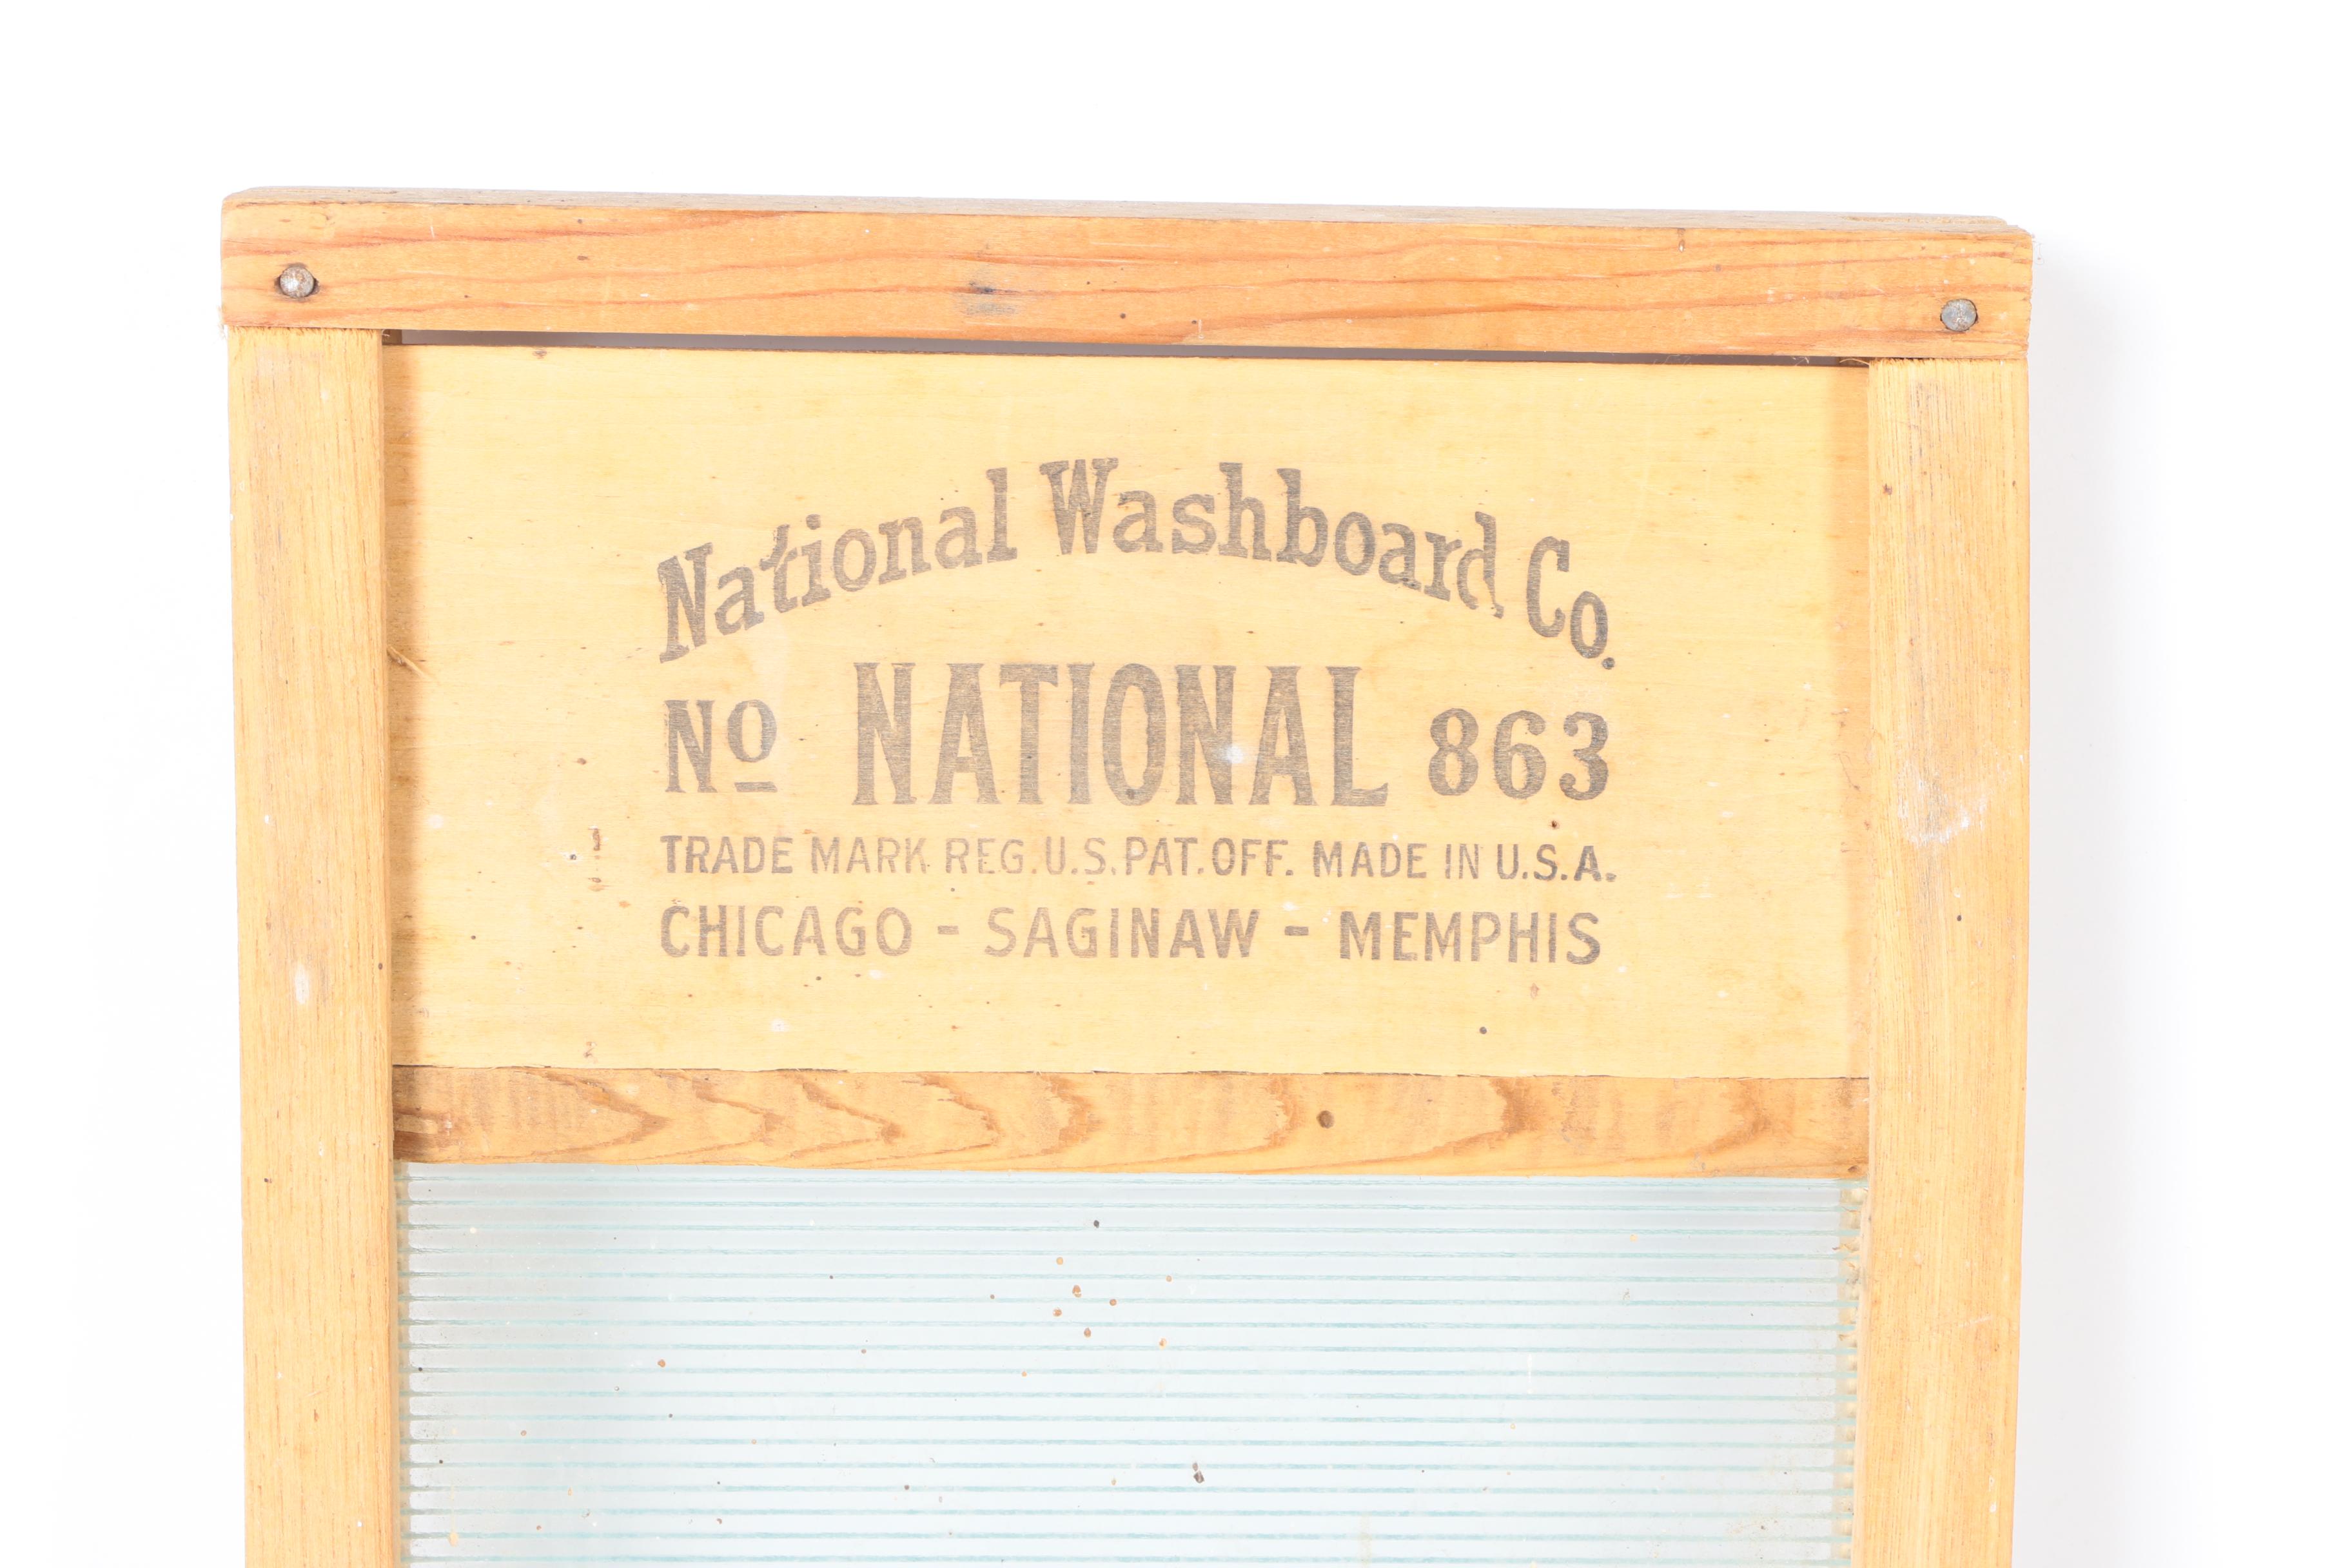 National Washboard Co.
No NATIONAL 863
TRADE MARK REG. U.S. PAT. OFF. MADE IN U.S.A.
CHICAGO - SAGINAW - MEMPHIS